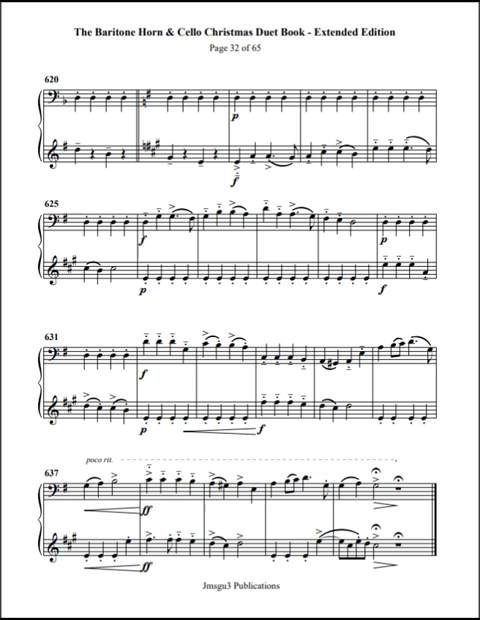 The Baritone Horn & Cello Christmas Duet Book - Extended Edition
Page 32 of 65
620
p
f
625
f
p
p
f
631
f
p
f
637
poco rit.
ff
ff
Jmsgu3 Publications